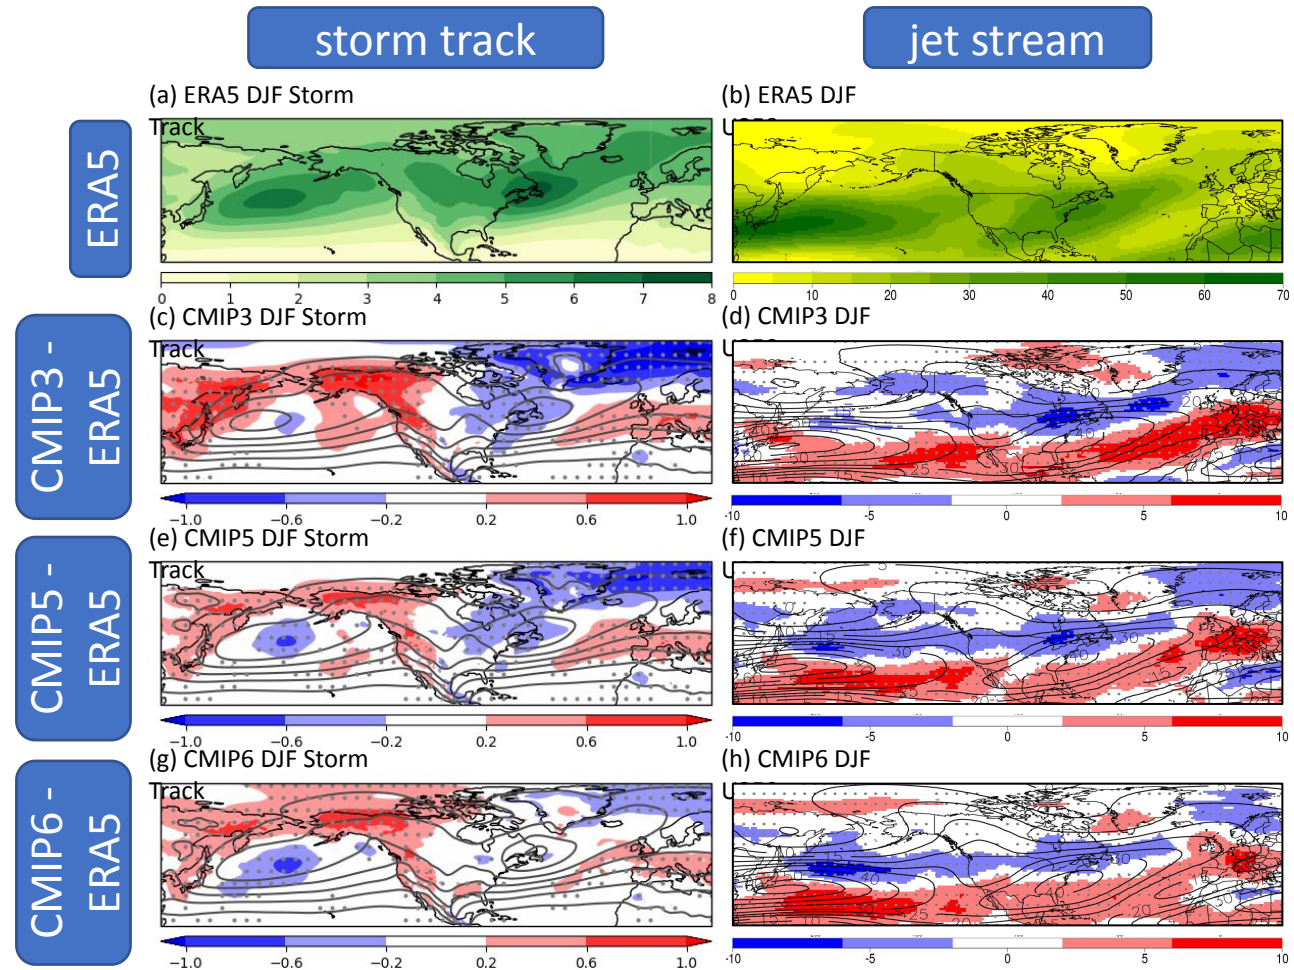 storm track
jet stream
ERA5
(a) ERA5 DJF Storm
Track
0 1 2 3 4 5 6 7 8
(b) ERA5 DJF
0 10 20 30 40 50 60 70
CMIP3 -
ERA5
(c) CMIP3 DJF Storm
Track
−1.0 −0.6 −0.2 0.2 0.6 1.0
(d) CMIP3 DJF
-10 -5 0 5 10
CMIP5 -
ERA5
(e) CMIP5 DJF Storm
Track
−1.0 −0.6 −0.2 0.2 0.6 1.0
(f) CMIP5 DJF
-10 -5 0 5 10
CMIP6 -
ERA5
(g) CMIP6 DJF Storm
Track
−1.0 −0.6 −0.2 0.2 0.6 1.0
(h) CMIP6 DJF
-10 -5 0 5 10